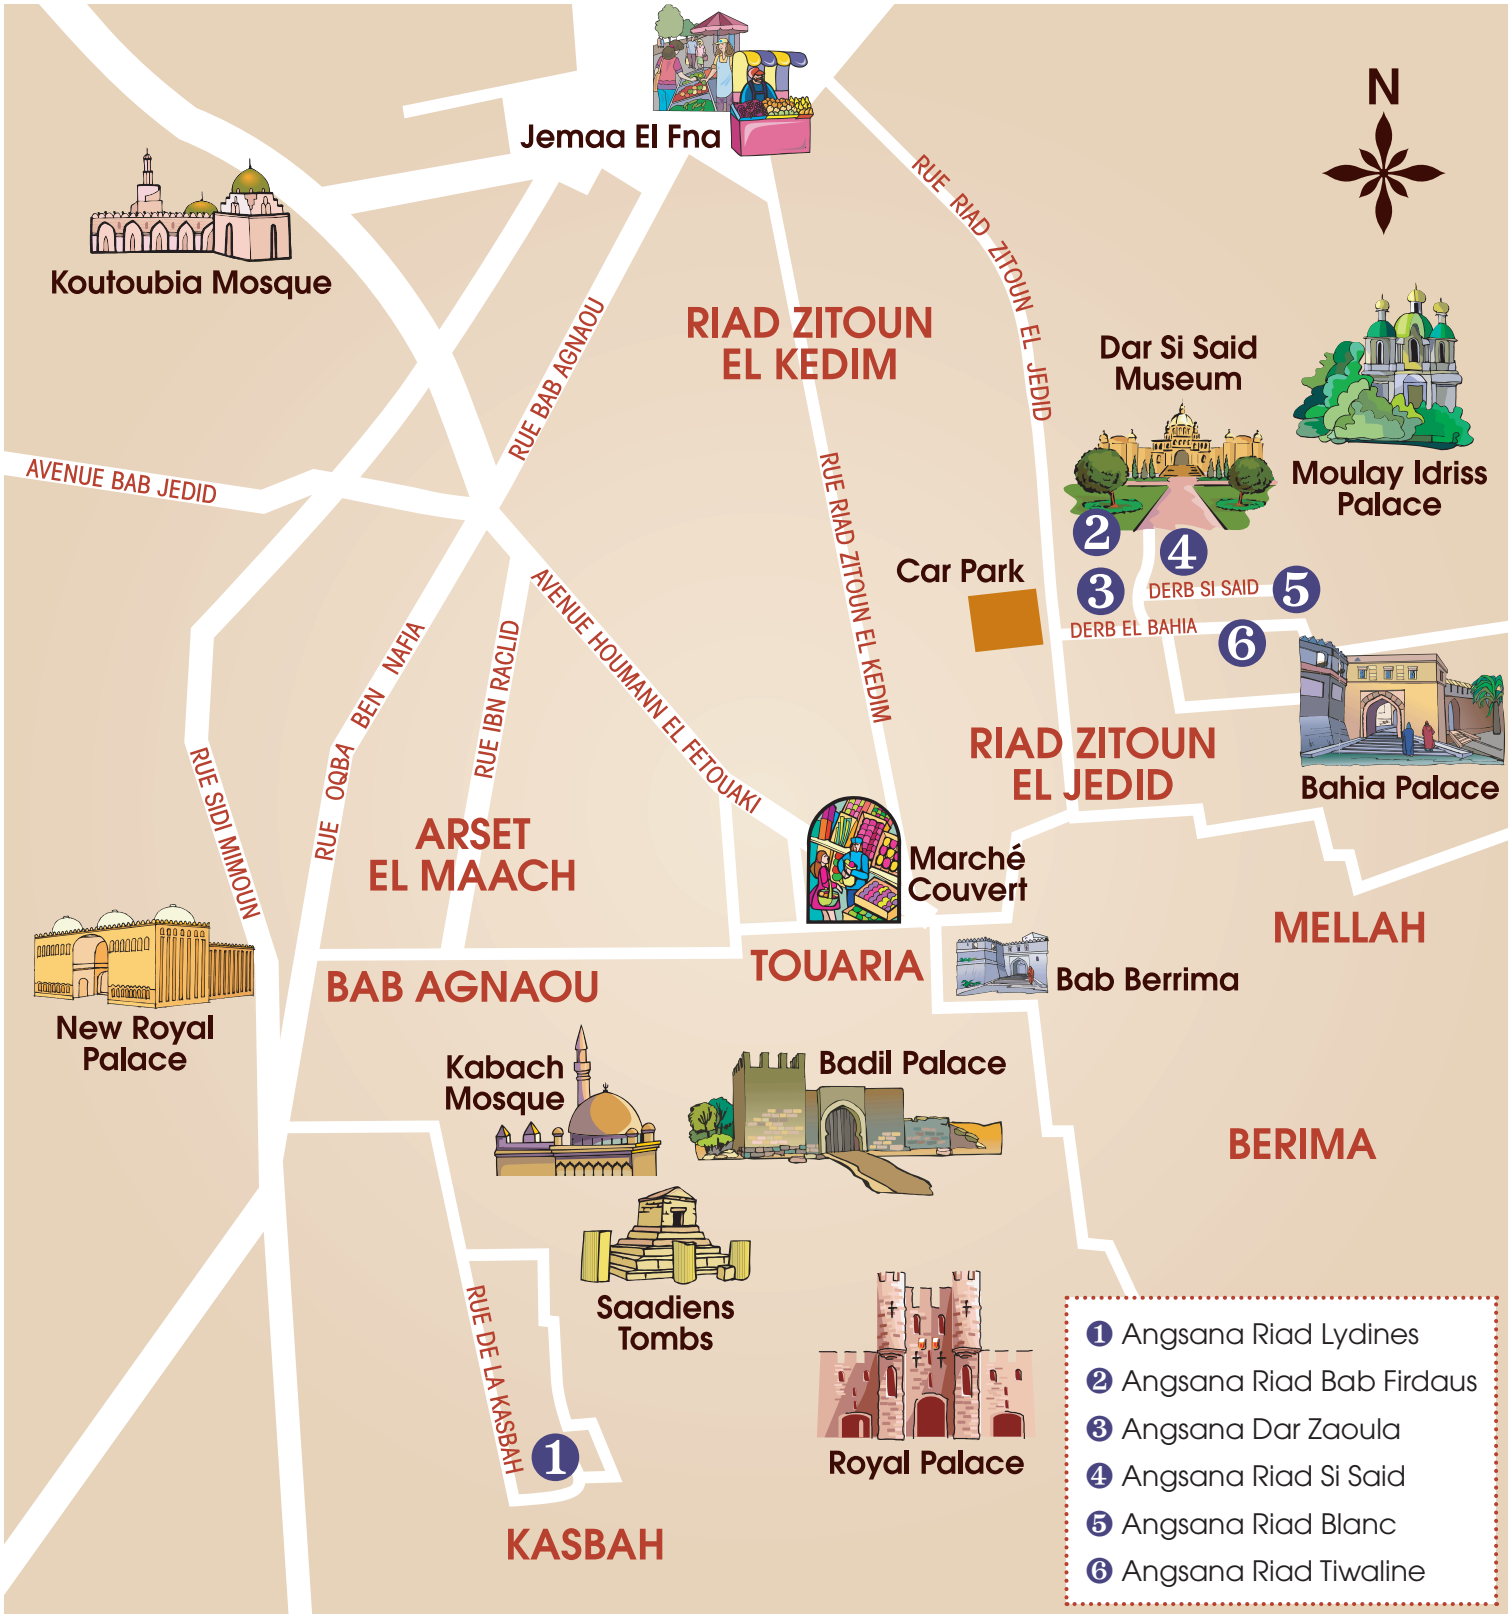 N
Jemaa El Fna
Koutoubia Mosque
RUE RIAD ZITOUN EL JEDID
RIAD ZITOUN
EL KEDIM
RUE BAB AGNAOU
Dar Si Said
Museum
Moulay Idriss
Palace
AVENUE BAB JEDID
RUE RIAD ZITOUN EL KEDIM
2
4
Car Park
3
DERB SI SAID
5
DERB EL BAHIA
6
AVENUE HOUMANN EL FETOUAKI
RUE IBN RACLID
RUE OQBA BEN NAFIA
RUE SIDI MIMOUN
RIAD ZITOUN
EL JEDID
Bahia Palace
ARSET
EL MAACH
Marché
Couvert
MELLAH
TOUARIA
BAB AGNAOU
Bab Berrima
New Royal
Palace
Kabach
Mosque
Badil Palace
BERIMA
Saadiens
Tombs
RUE DE LA KASBAH
1
Royal Palace
KASBAH
1 Angsana Riad Lydines
2 Angsana Riad Bab Firdaus
3 Angsana Dar Zaoula
4 Angsana Riad Si Said
5 Angsana Riad Blanc
6 Angsana Riad Tiwaline